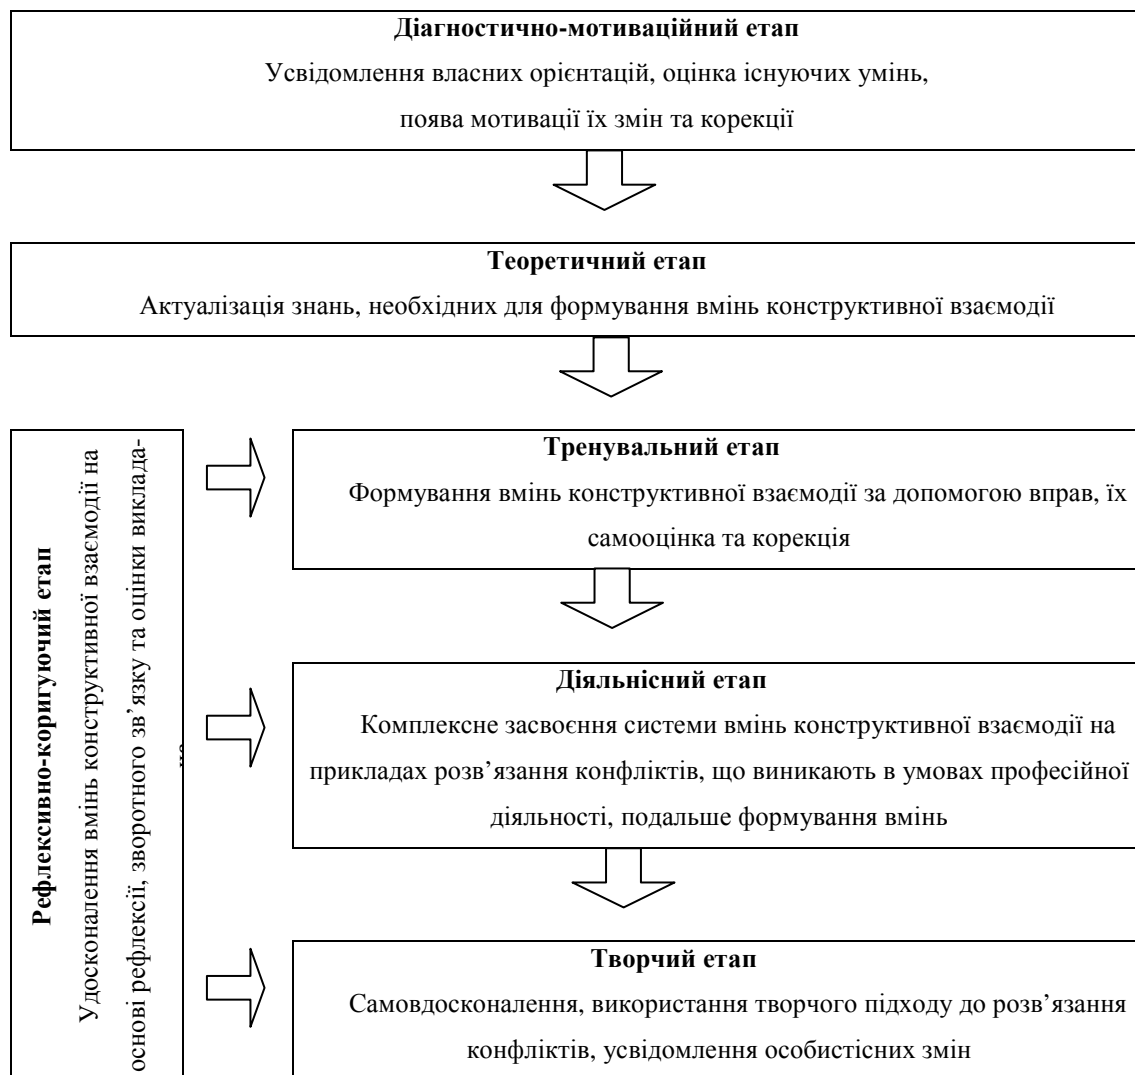 Діагностично-мотиваційний етап
Усвідомлення власних орієнтацій, оцінка існуючих умінь,
поява мотивації їх змін та корекції
Теоретичний етап
Актуалізація знань, необхідних для формування вмінь конструктивної взаємодії
Рефлексивно-коригуючий етап
Удосконалення вмінь конструктивної взаємодії на
основі рефлексії, зворотного зв’язку та оцінки виклада-
Тренувальний етап
Формування вмінь конструктивної взаємодії за допомогою вправ, їх
самооцінка та корекція
Діяльнісний етап
Комплексне засвоєння системи вмінь конструктивної взаємодії на
прикладах розв’язання конфліктів, що виникають в умовах професійної
діяльності, подальше формування вмінь
Творчий етап
Самовдосконалення, використання творчого підходу до розв’язання
конфліктів, усвідомлення особистісних змін